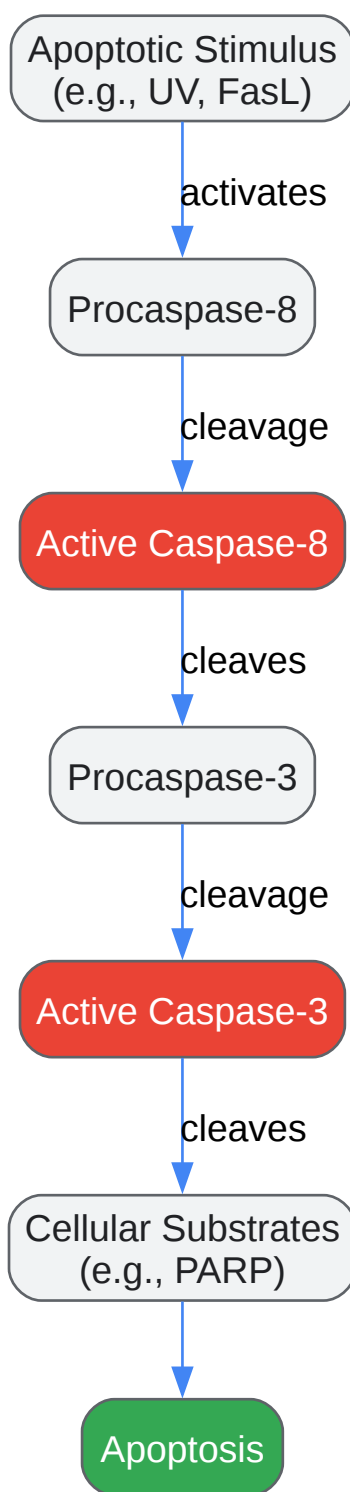 Apoptotic Stimulus
(e.g., UV, FasL)
activates
Procaspase-8
cleavage
Active Caspase-8
cleaves
Procaspase-3
cleavage
Active Caspase-3
cleaves
Cellular Substrates
(e.g., PARP)
Apoptosis